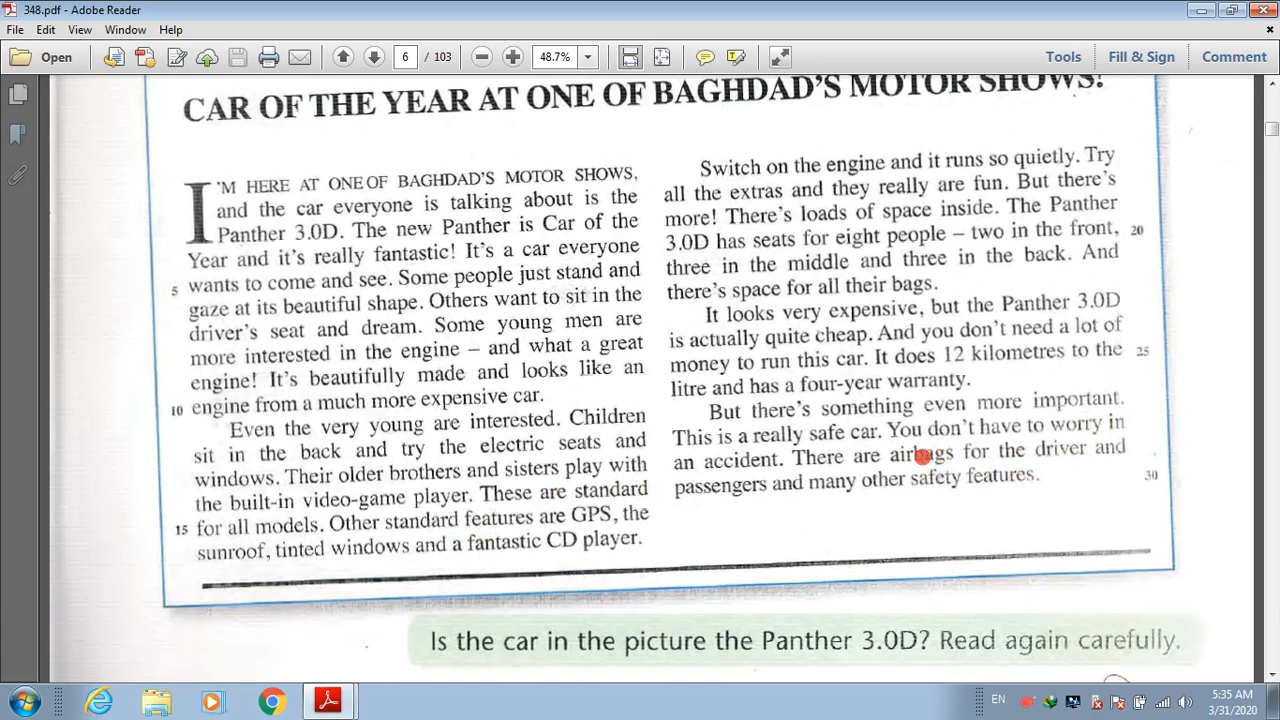 348.pdf - Adobe Reader
File Edit View Window Help
Open
6 / 103
48.7%
Tools
Fill & Sign
Comment
CAR OF THE YEAR AT ONE OF BAGHDAD'S MOTOR SHOWS!
I'M HERE AT ONE OF BAGHDAD'S MOTOR SHOWS,
and the car everyone is talking about is the
Panther 3.0D. The new Panther is Car of the
Year and it's really fantastic! It's a car everyone
5 wants to come and see. Some people just stand and
gaze at its beautiful shape. Others want to sit in the
driver's seat and dream. Some young men are
more interested in the engine – and what a great
engine! It's beautifully made and looks like an
10 engine from a much more expensive car.
Even the very young are interested. Children
sit in the back and try the electric seats and
windows. Their older brothers and sisters play with
the built-in video-game player. These are standard
15 for all models. Other standard features are GPS, the
sunroof, tinted windows and a fantastic CD player.
Switch on the engine and it runs so quietly. Try
all the extras and they really are fun. But there's
more! There's loads of space inside. The Panther
3.0D has seats for eight people – two in the front, 20
three in the middle and three in the back. And
there's space for all their bags.
It looks very expensive, but the Panther 3.0D
is actually quite cheap. And you don't need a lot of
money to run this car. It does 12 kilometres to the 25
litre and has a four-year warranty.
But there's something even more important.
This is a really safe car. You don't have to worry in
an accident. There are airbags for the driver and
passengers and many other safety features. 30
Is the car in the picture the Panther 3.0D? Read again carefully.
EN
5:35 AM
3/31/2020